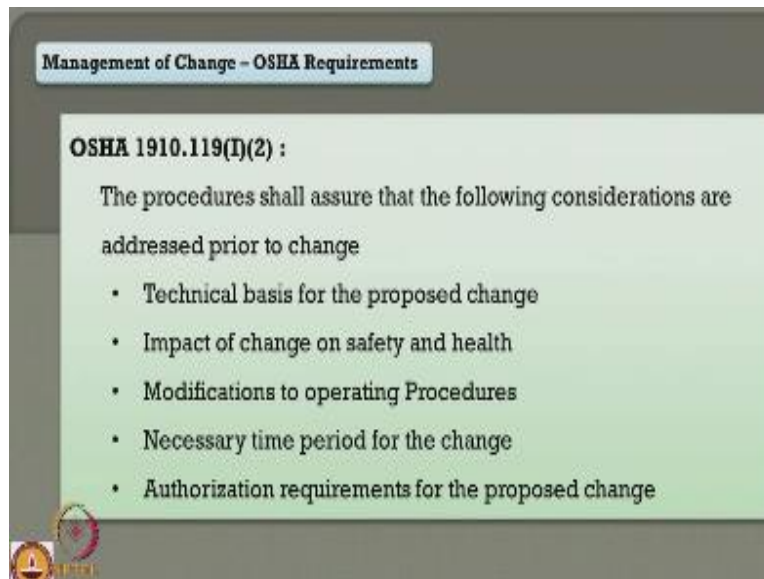 Management of Change – OSHA Requirements
OSHA 1910.119(I)(2) :
The procedures shall assure that the following considerations are
addressed prior to change
• Technical basis for the proposed change
• Impact of change on safety and health
• Modifications to operating Procedures
• Necessary time period for the change
• Authorization requirements for the proposed change